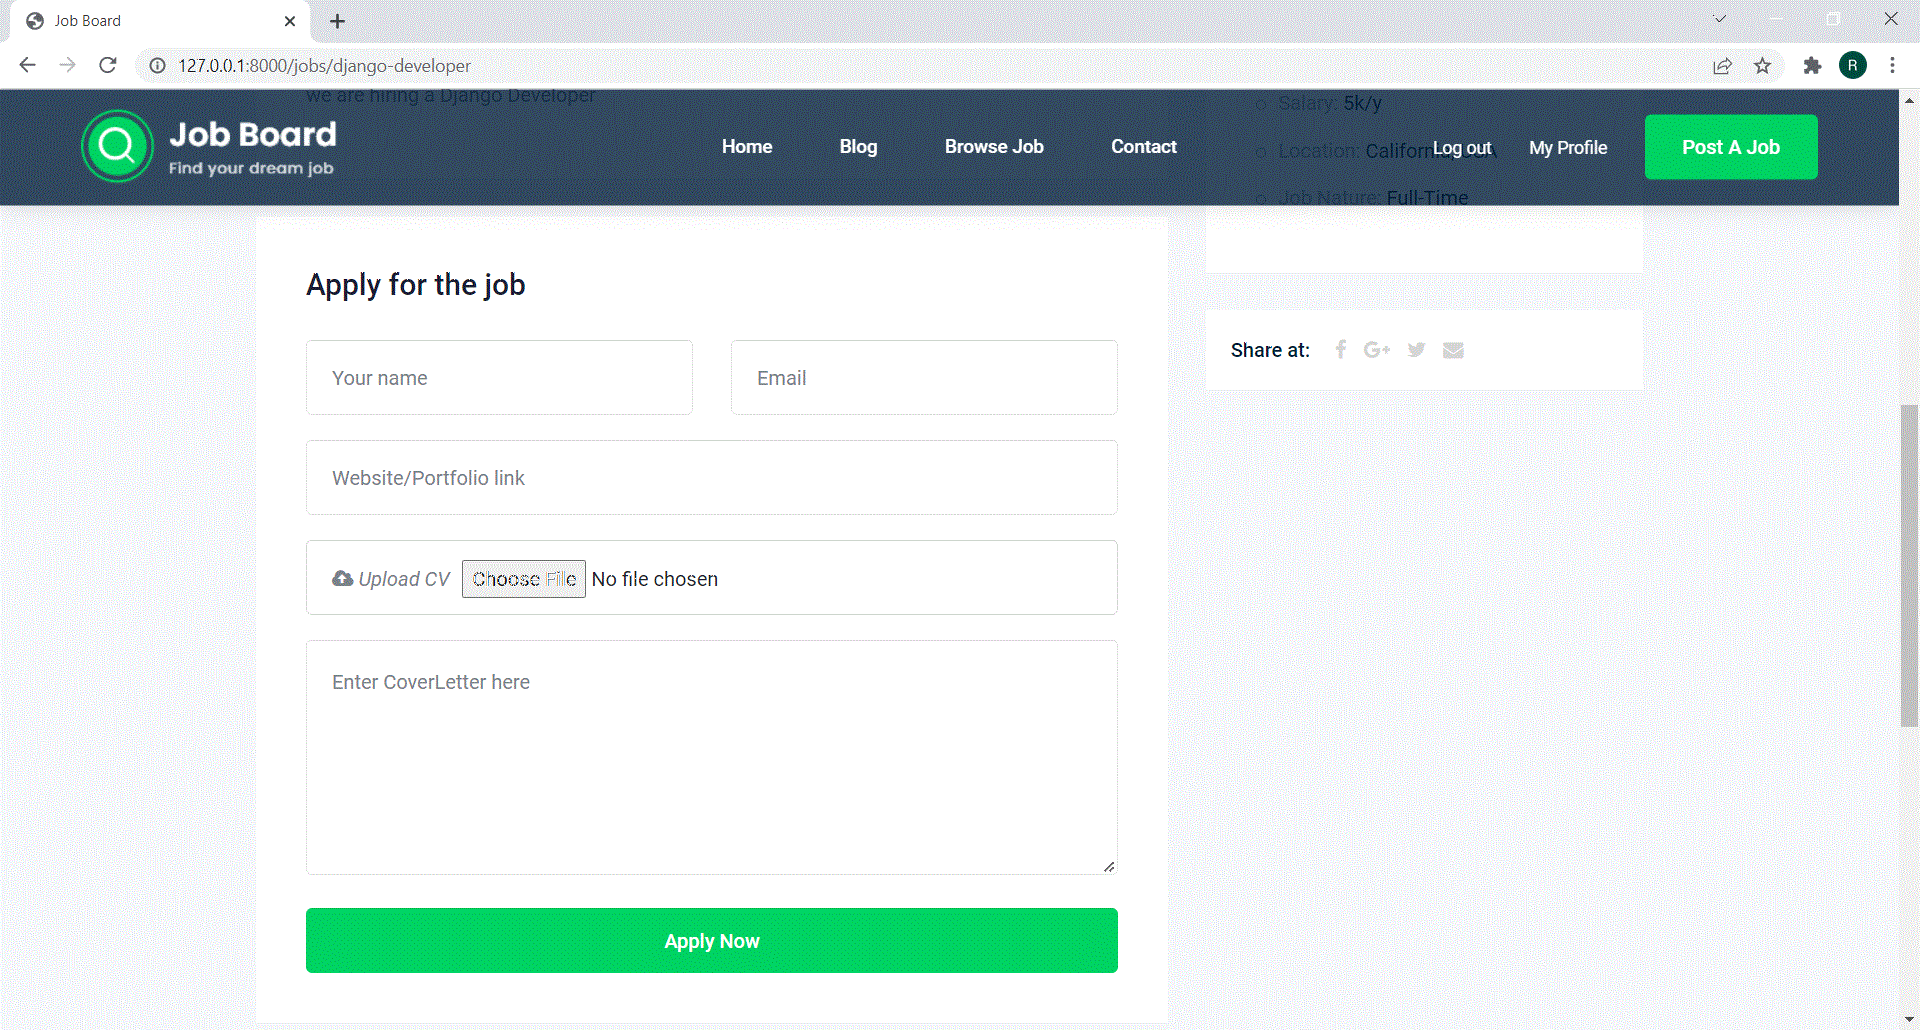 Job Board
127.0.0.1:8000/jobs/django-developer
R
we are hiring a Django Developer
Salary: 5k/y
Job Board
Find your dream job
Home
Blog
Browse Job
Contact
Location: California, USA
Log out
My Profile
Post A Job
Job Nature: Full-Time
Apply for the job
Your name
Email
Share at:
Website/Portfolio link
Upload CV Choose File No file chosen
Enter CoverLetter here
Apply Now